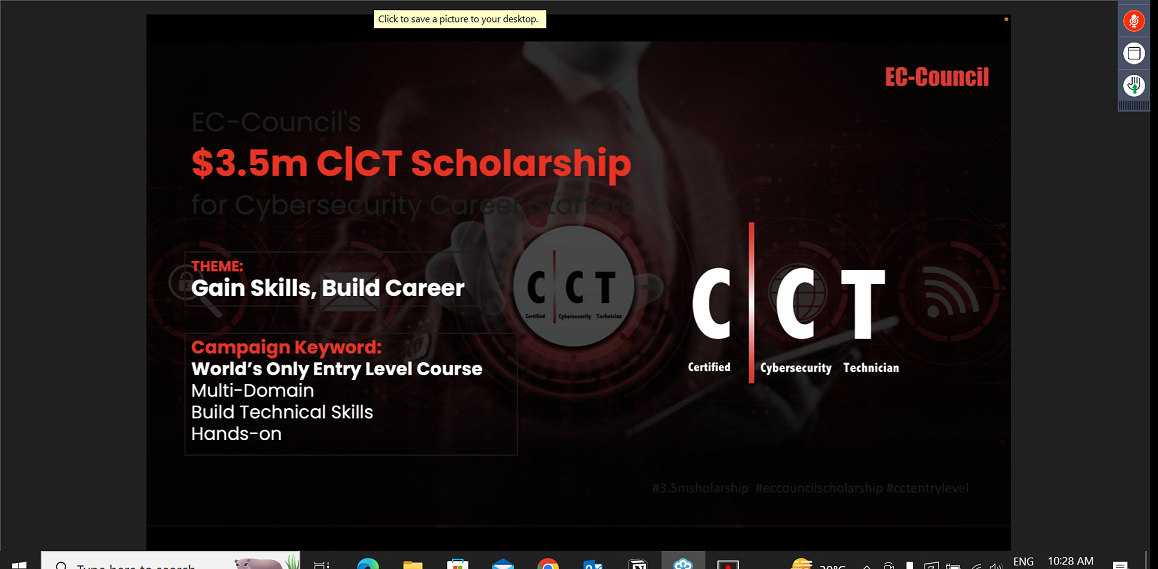 Click to save a picture to your desktop.
EC-Council
EC-Council's
$3.5m C|CT Scholarship
for Cybersecurity Career Starters
THEME:
Gain Skills, Build Career
Campaign Keyword:
World's Only Entry Level Course
Multi-Domain
Build Technical Skills
Hands-on
C|CT
Certified Cybersecurity Technician
C|CT
Certified Cybersecurity Technician
#3.5msholarship #eccouncilscholarship #cctentrylevel
Type here to search
ENG
10:28 AM